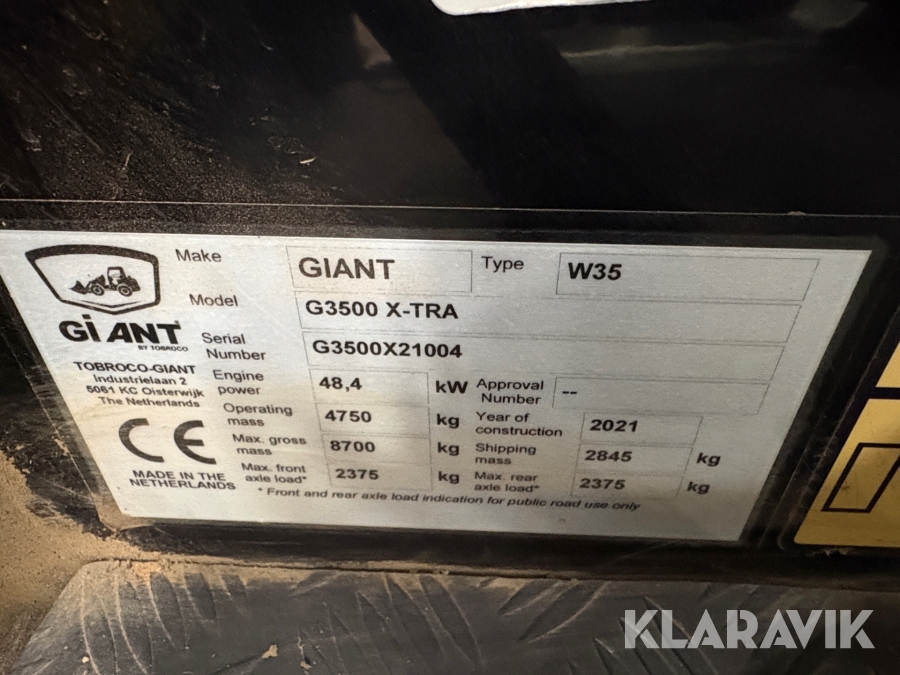 Make GIANT Type W35
Model G3500 X-TRA
GiANT
BY TOBROCO
Serial Number G3500X21004
TOBROCO-GIANT
Industrielaan 2
5061 KC Oisterwijk
The Netherlands
Engine power 48,4 kW Approval Number --
Operating mass 4750 kg Year of construction 2021
Max. gross mass 8700 kg Shipping mass 2845 kg
Max. front axle load* 2375 kg Max. rear axle load* 2375 kg
CE
MADE IN THE
NETHERLANDS
* Front and rear axle load indication for public road use only
KLARAVIK